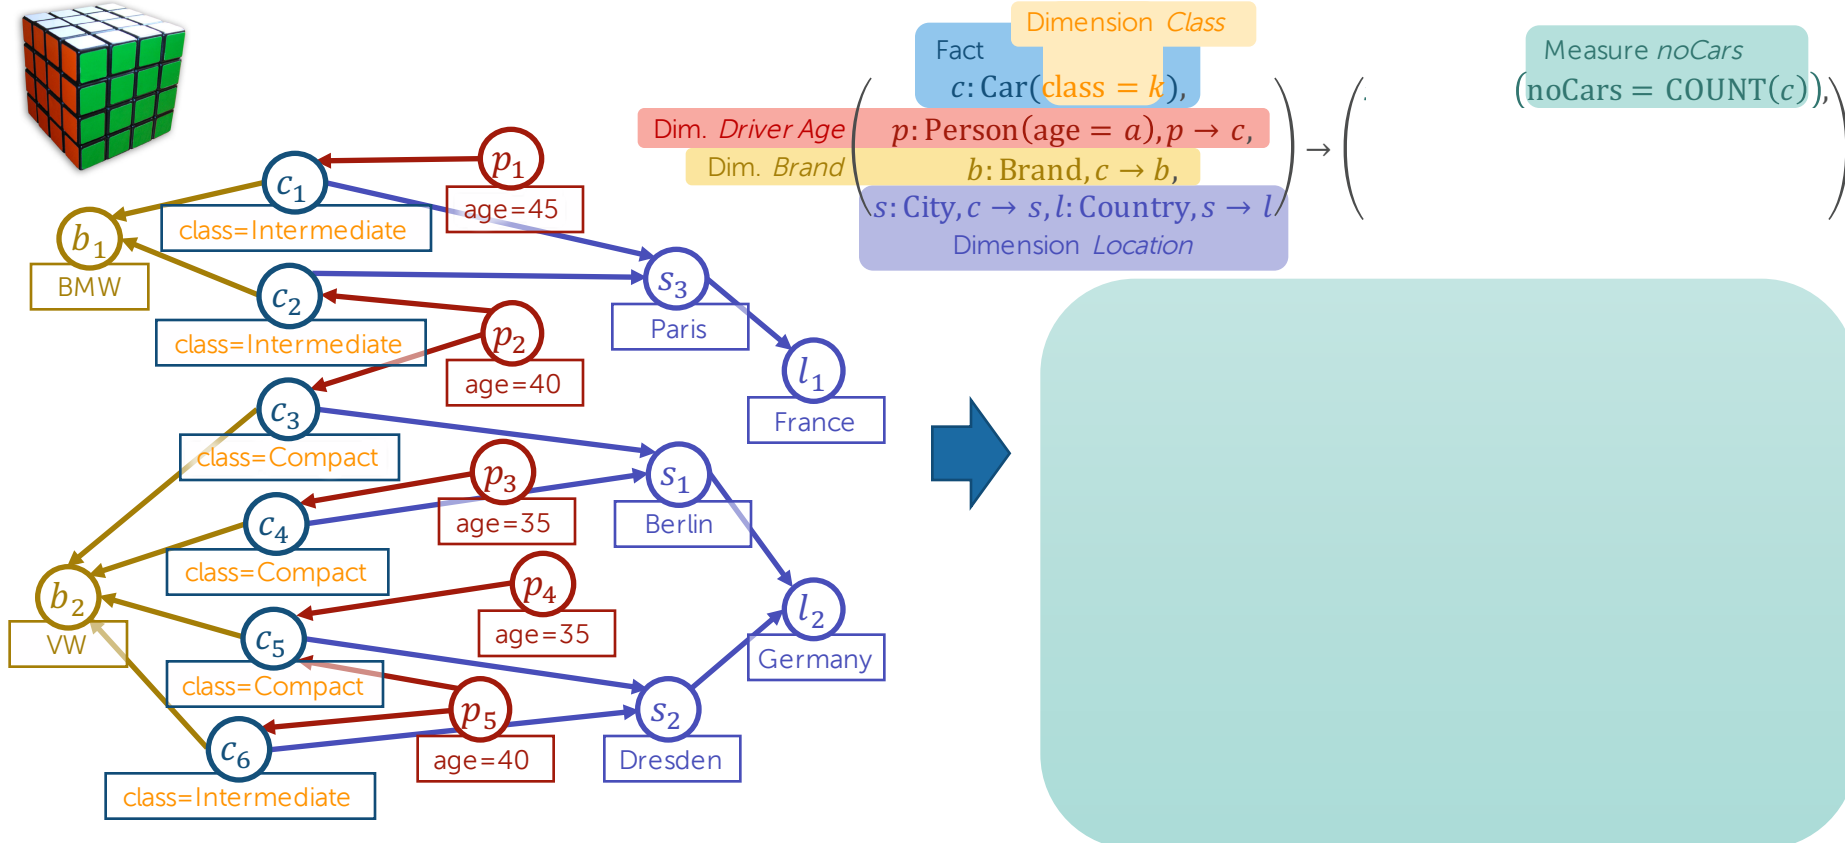 Dimension Class
Fact
c: Car(class = k),
Dim. Driver Age
p: Person(age = a), p → c,
Dim. Brand
b: Brand, c → b,
s: City, c → s, l: Country, s → l
Dimension Location
→
Measure noCars
(noCars = COUNT(c)),
p₁
age=45
c₁
class=Intermediate
b₁
BMW
c₂
class=Intermediate
s₃
Paris
p₂
age=40
l₁
France
c₃
class=Compact
p₃
age=35
s₁
Berlin
c₄
class=Compact
p₄
age=35
b₂
VW
l₂
Germany
c₅
class=Compact
p₅
age=40
s₂
Dresden
c₆
class=Intermediate